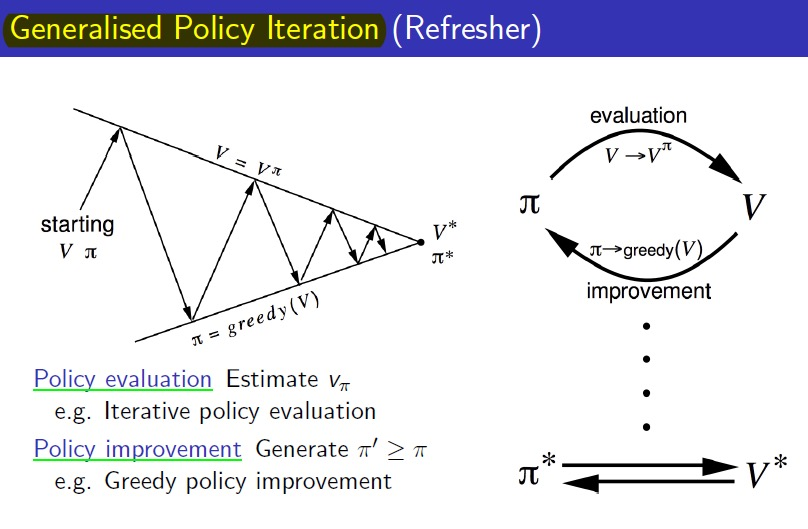 Generalised Policy Iteration (Refresher)
starting
V π
V = Vπ
π = greedy(V)
V*
π*
evaluation
V → Vπ
π
V
π→greedy(V)
improvement
π*
V*
Policy evaluation Estimate vπ
e.g. Iterative policy evaluation
Policy improvement Generate π′ ≥ π
e.g. Greedy policy improvement